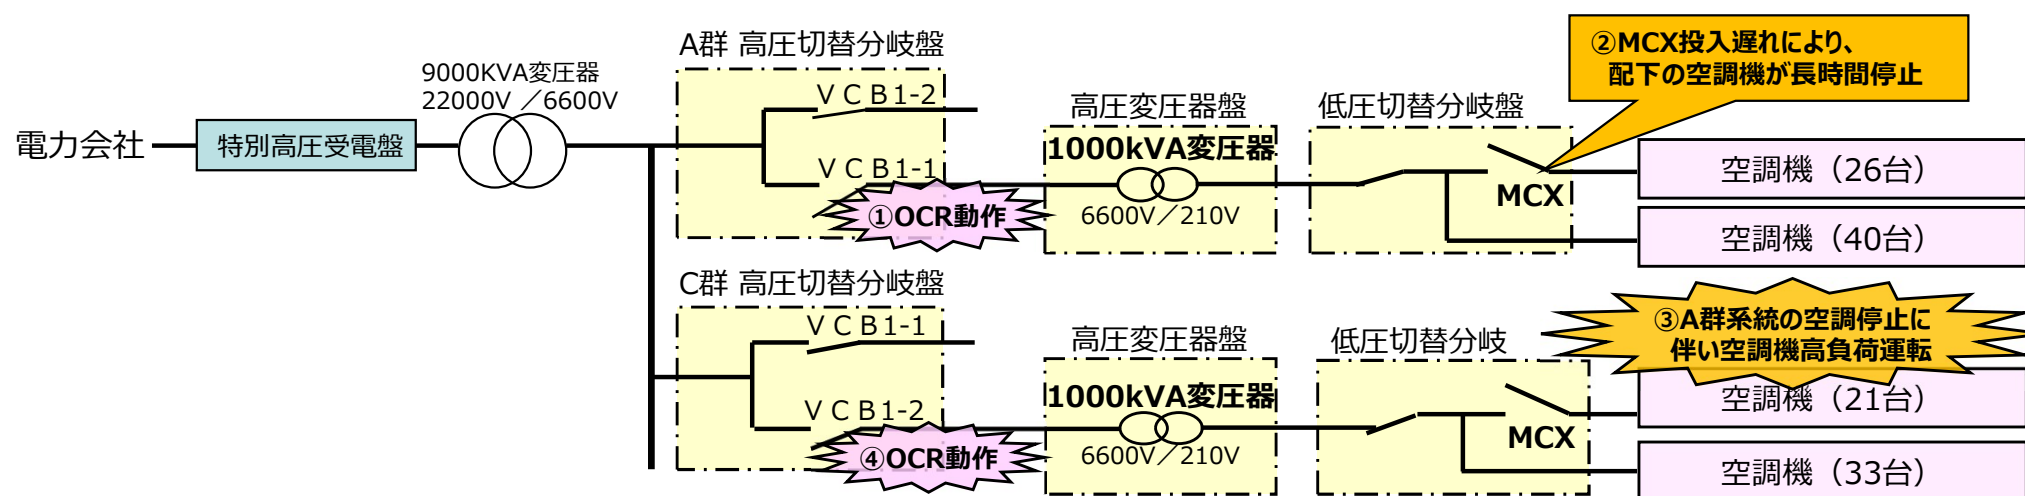 電力会社
特別高圧受電盤
9000KVA変圧器
22000V ／6600V
A群 高圧切替分岐盤
ＶＣＢ1-2
ＶＣＢ1-1
①OCR動作
高圧変圧器盤
1000kVA変圧器
6600V／210V
低圧切替分岐盤
MCX
②MCX投入遅れにより、
配下の空調機が長時間停止
空調機（26台）
空調機（40台）
C群 高圧切替分岐盤
ＶＣＢ1-1
ＶＣＢ1-2
④OCR動作
高圧変圧器盤
1000kVA変圧器
6600V／210V
低圧切替分岐
MCX
③A群系統の空調停止に
伴い空調機高負荷運転
空調機（21台）
空調機（33台）